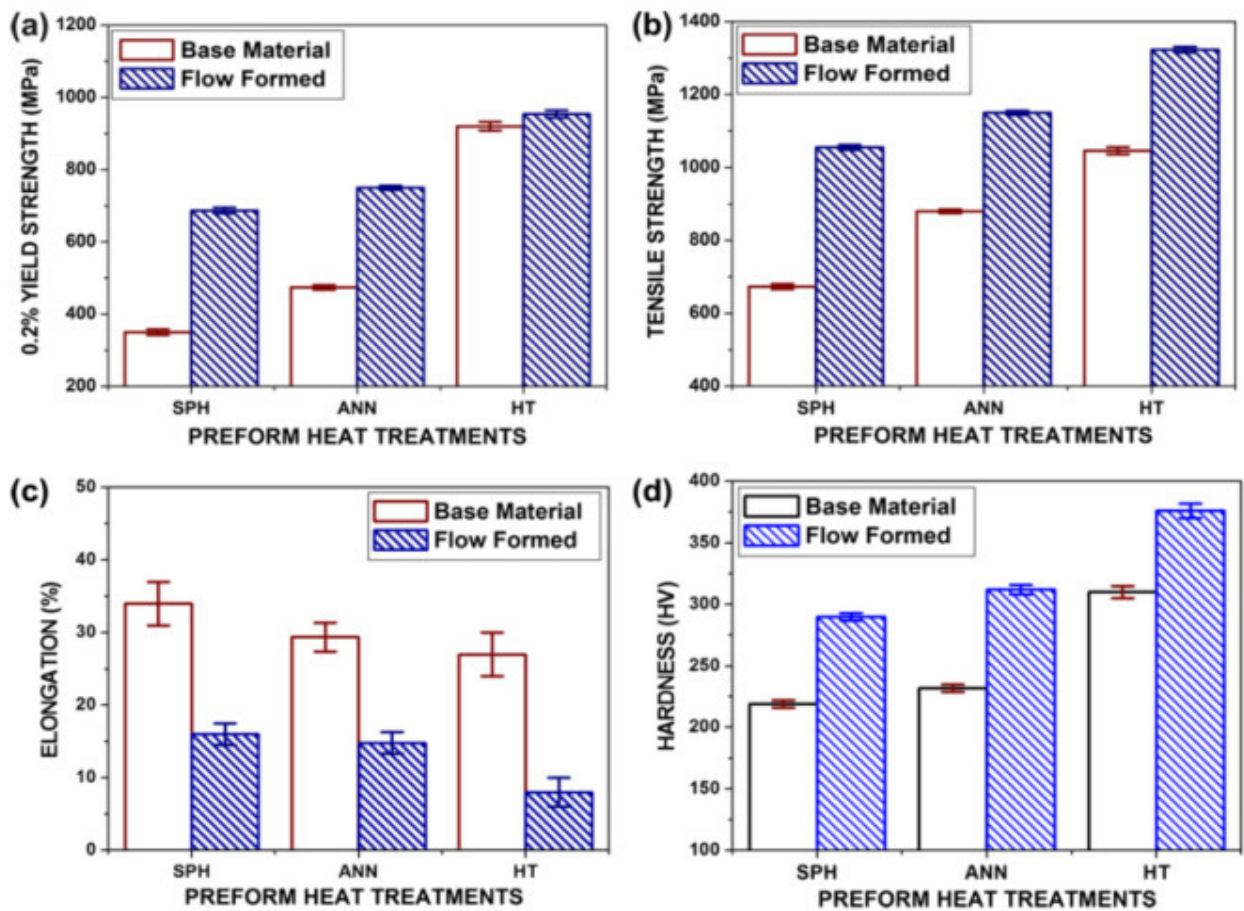 (a)
1200
1000
800
600
400
200
0.2% YIELD STRENGTH (MPa)
Base Material
Flow Formed
SPH ANN HT
PREFORM HEAT TREATMENTS
(b)
1400
1200
1000
800
600
400
TENSILE STRENGTH (MPa)
Base Material
Flow Formed
SPH ANN HT
PREFORM HEAT TREATMENTS
(c)
50
40
30
20
10
0
ELONGATION (%)
Base Material
Flow Formed
SPH ANN HT
PREFORM HEAT TREATMENTS
(d)
400
350
300
250
200
150
100
HARDNESS (HV)
Base Material
Flow Formed
SPH ANN HT
PREFORM HEAT TREATMENTS